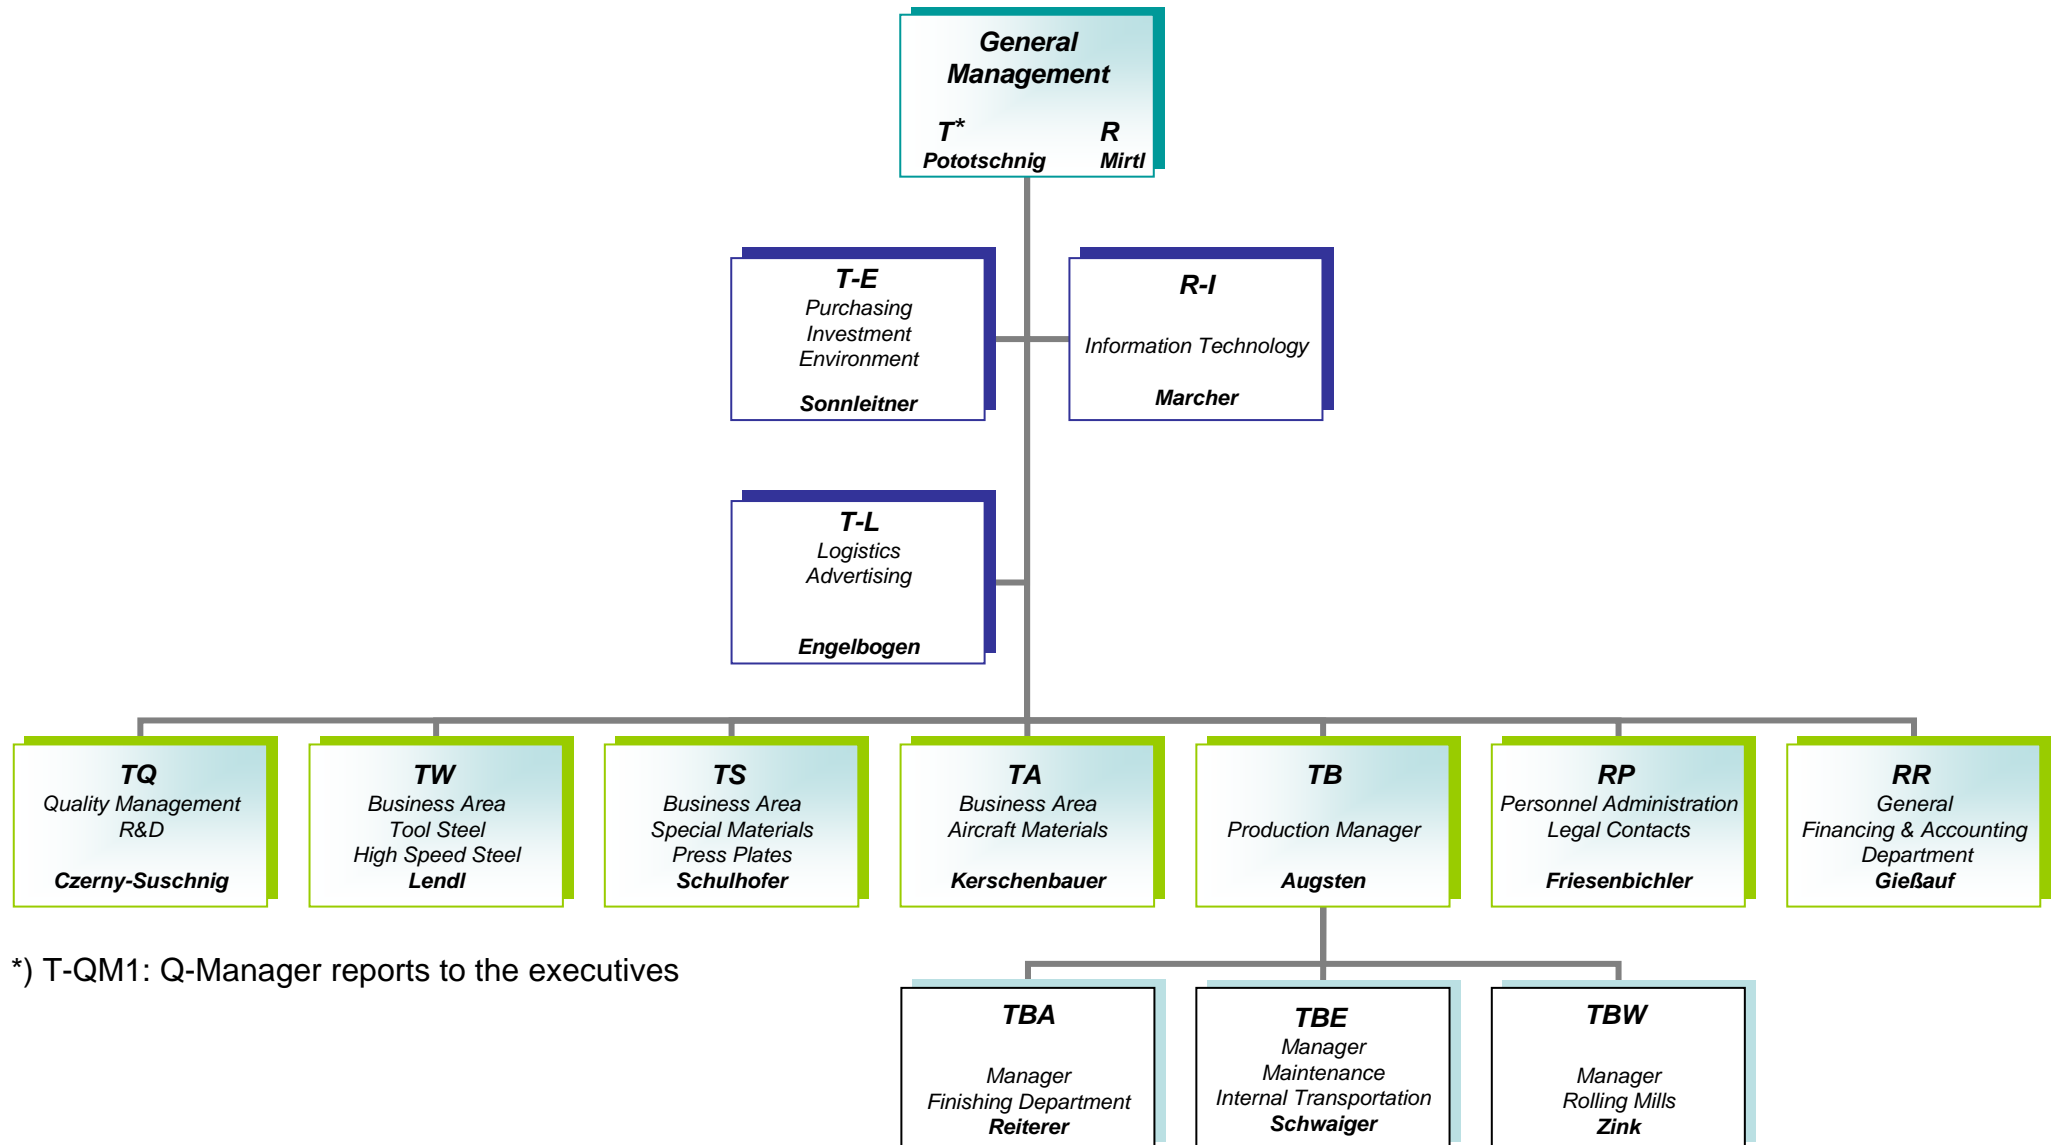 General
Management
T* R
Pototschnig Mirtl
T-E
Purchasing
Investment
Environment
Sonnleitner
R-I
Information Technology
Marcher
T-L
Logistics
Advertising
Engelbogen
TQ
Quality Management
R&D
Czerny-Suschnig
TW
Business Area
Tool Steel
High Speed Steel
Lendl
TS
Business Area
Special Materials
Press Plates
Schulhofer
TA
Business Area
Aircraft Materials
Kerschenbauer
TB
Production Manager
Augsten
RP
Personnel Administration
Legal Contacts
Friesenbichler
RR
General
Financing & Accounting
Department
Gießauf
*) T-QM1: Q-Manager reports to the executives
TBA
Manager
Finishing Department
Reiterer
TBE
Manager
Maintenance
Internal Transportation
Schwaiger
TBW
Manager
Rolling Mills
Zink